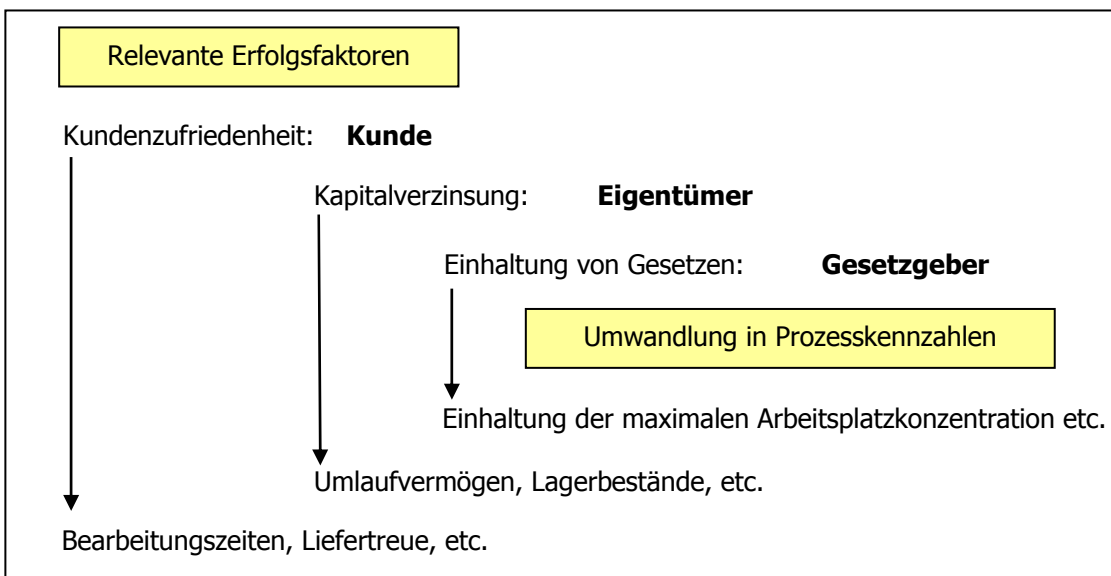 Relevante Erfolgsfaktoren
Kundenzufriedenheit: Kunde
Kapitalverzinsung: Eigentümer
Einhaltung von Gesetzen: Gesetzgeber
Umwandlung in Prozesskennzahlen
Einhaltung der maximalen Arbeitsplatzkonzentration etc.
Umlaufvermögen, Lagerbestände, etc.
Bearbeitungszeiten, Liefertreue, etc.